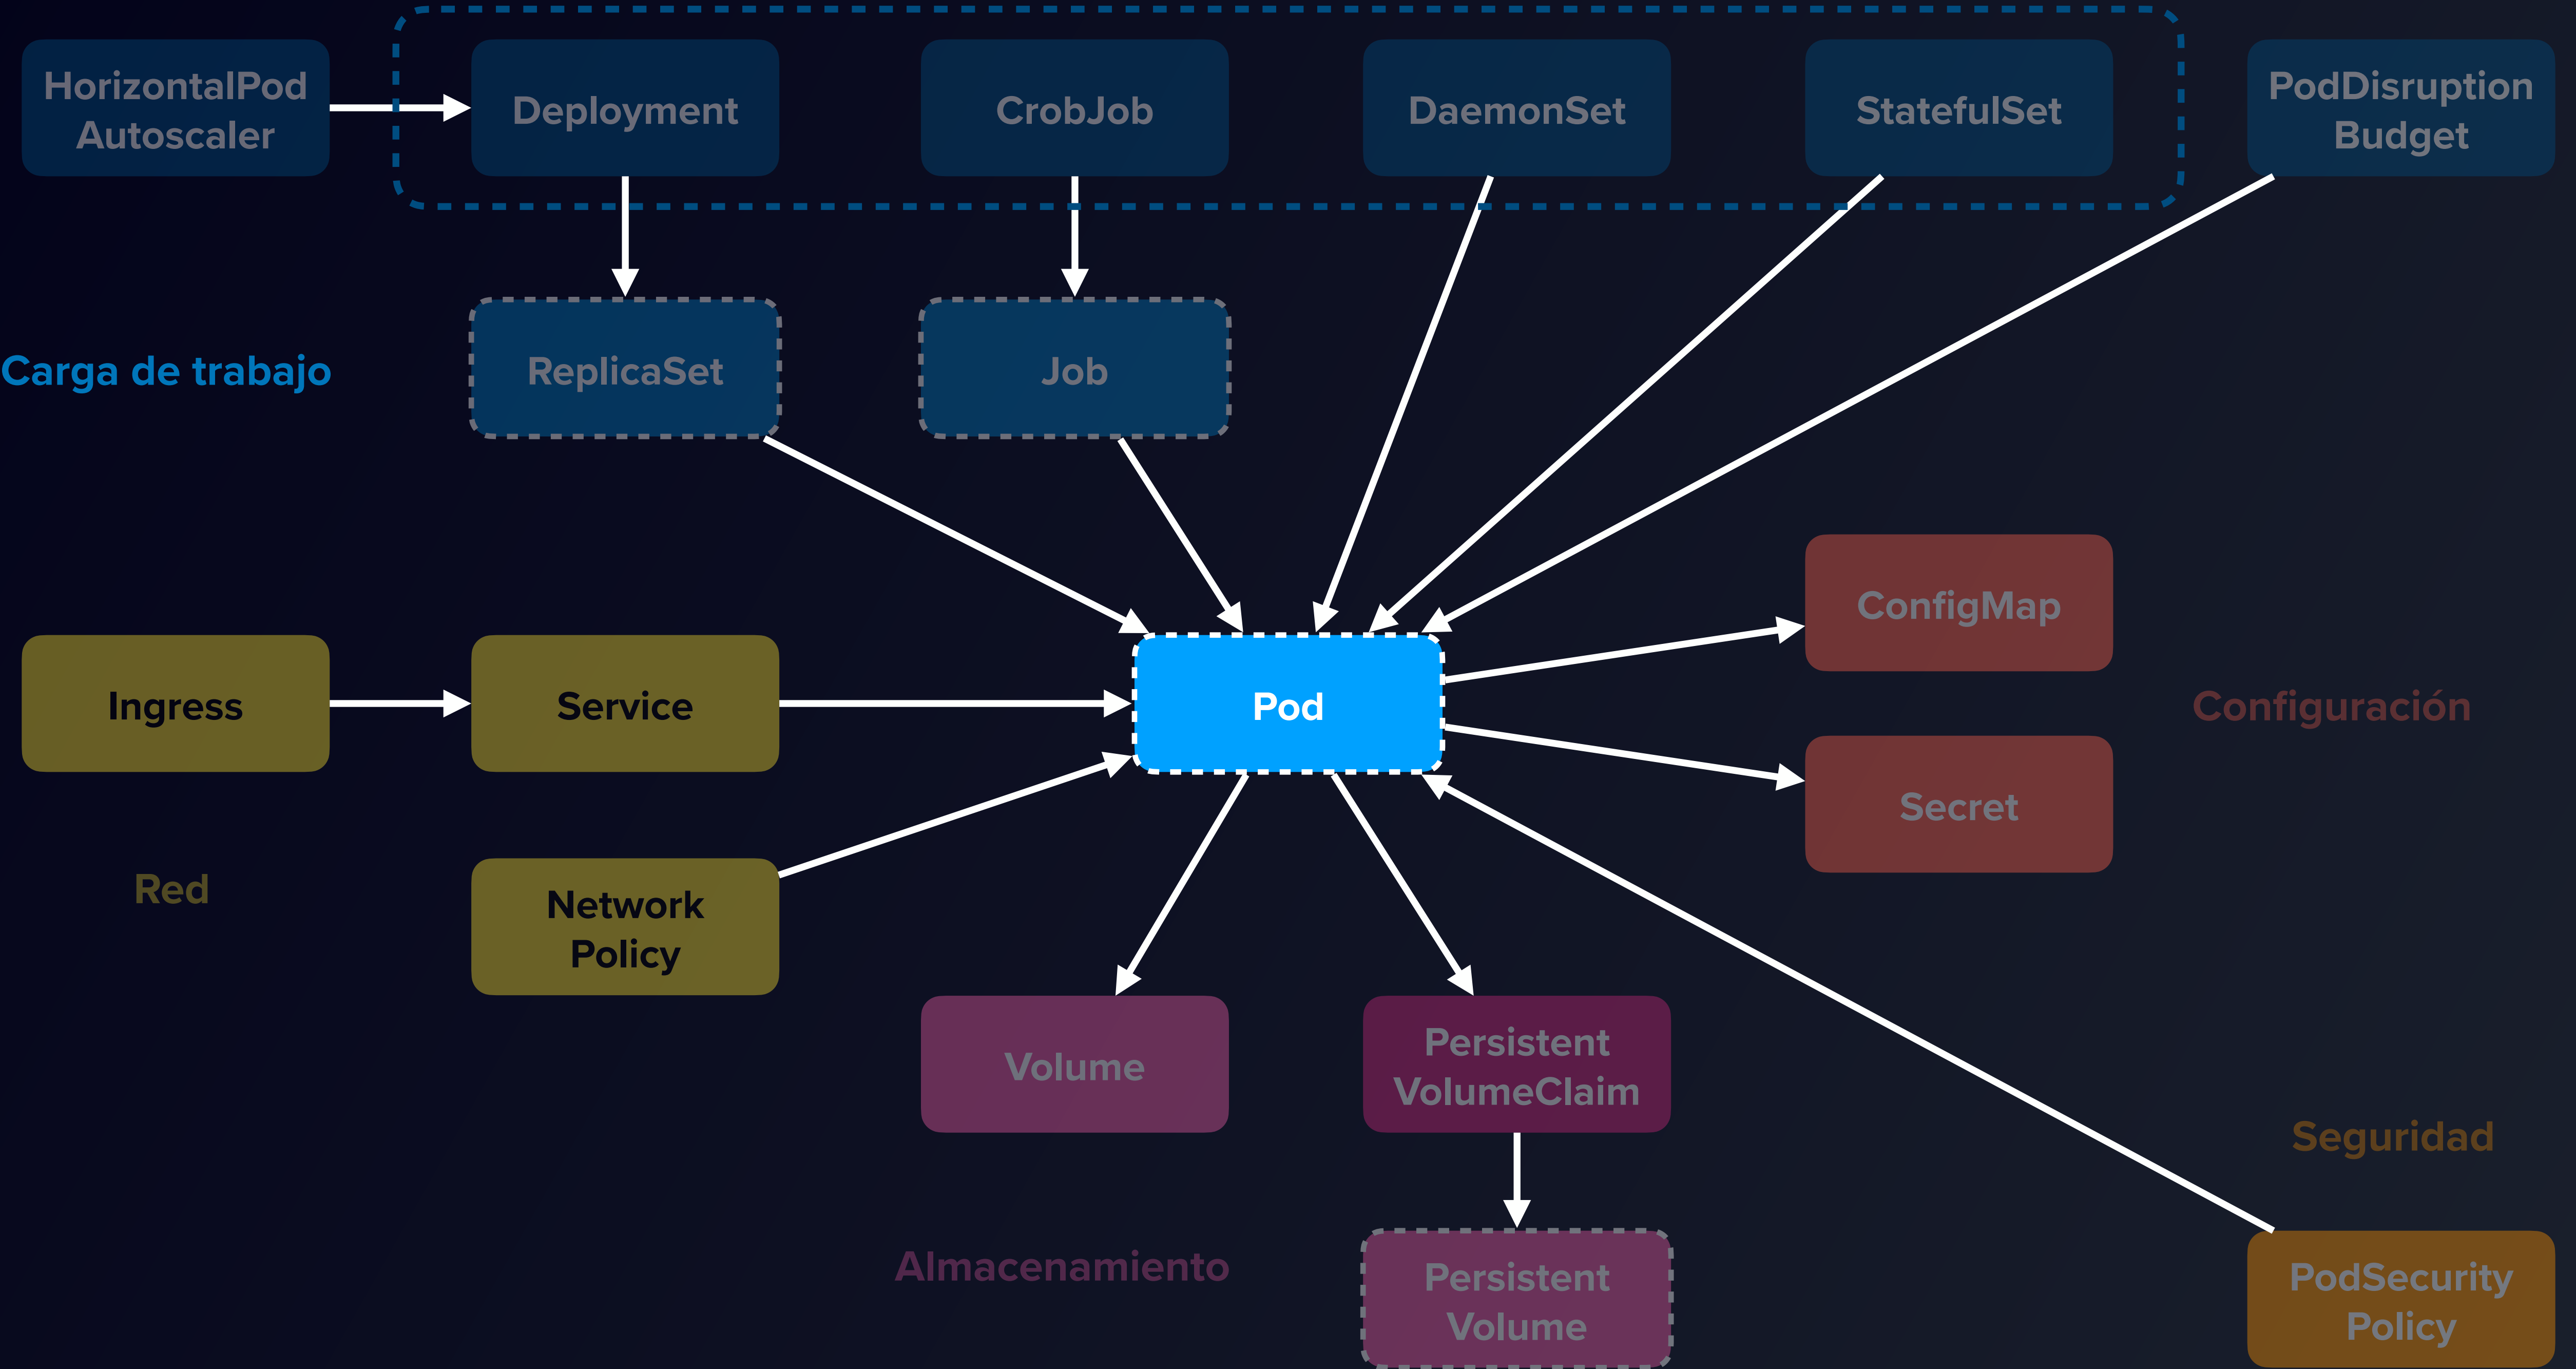 HorizontalPod
Autoscaler
Deployment
CrobJob
DaemonSet
StatefulSet
PodDisruption
Budget
Carga de trabajo
ReplicaSet
Job
ConfigMap
Ingress
Service
Pod
Configuración
Secret
Red
Network
Policy
Volume
Persistent
VolumeClaim
Seguridad
Almacenamiento
Persistent
Volume
PodSecurity
Policy